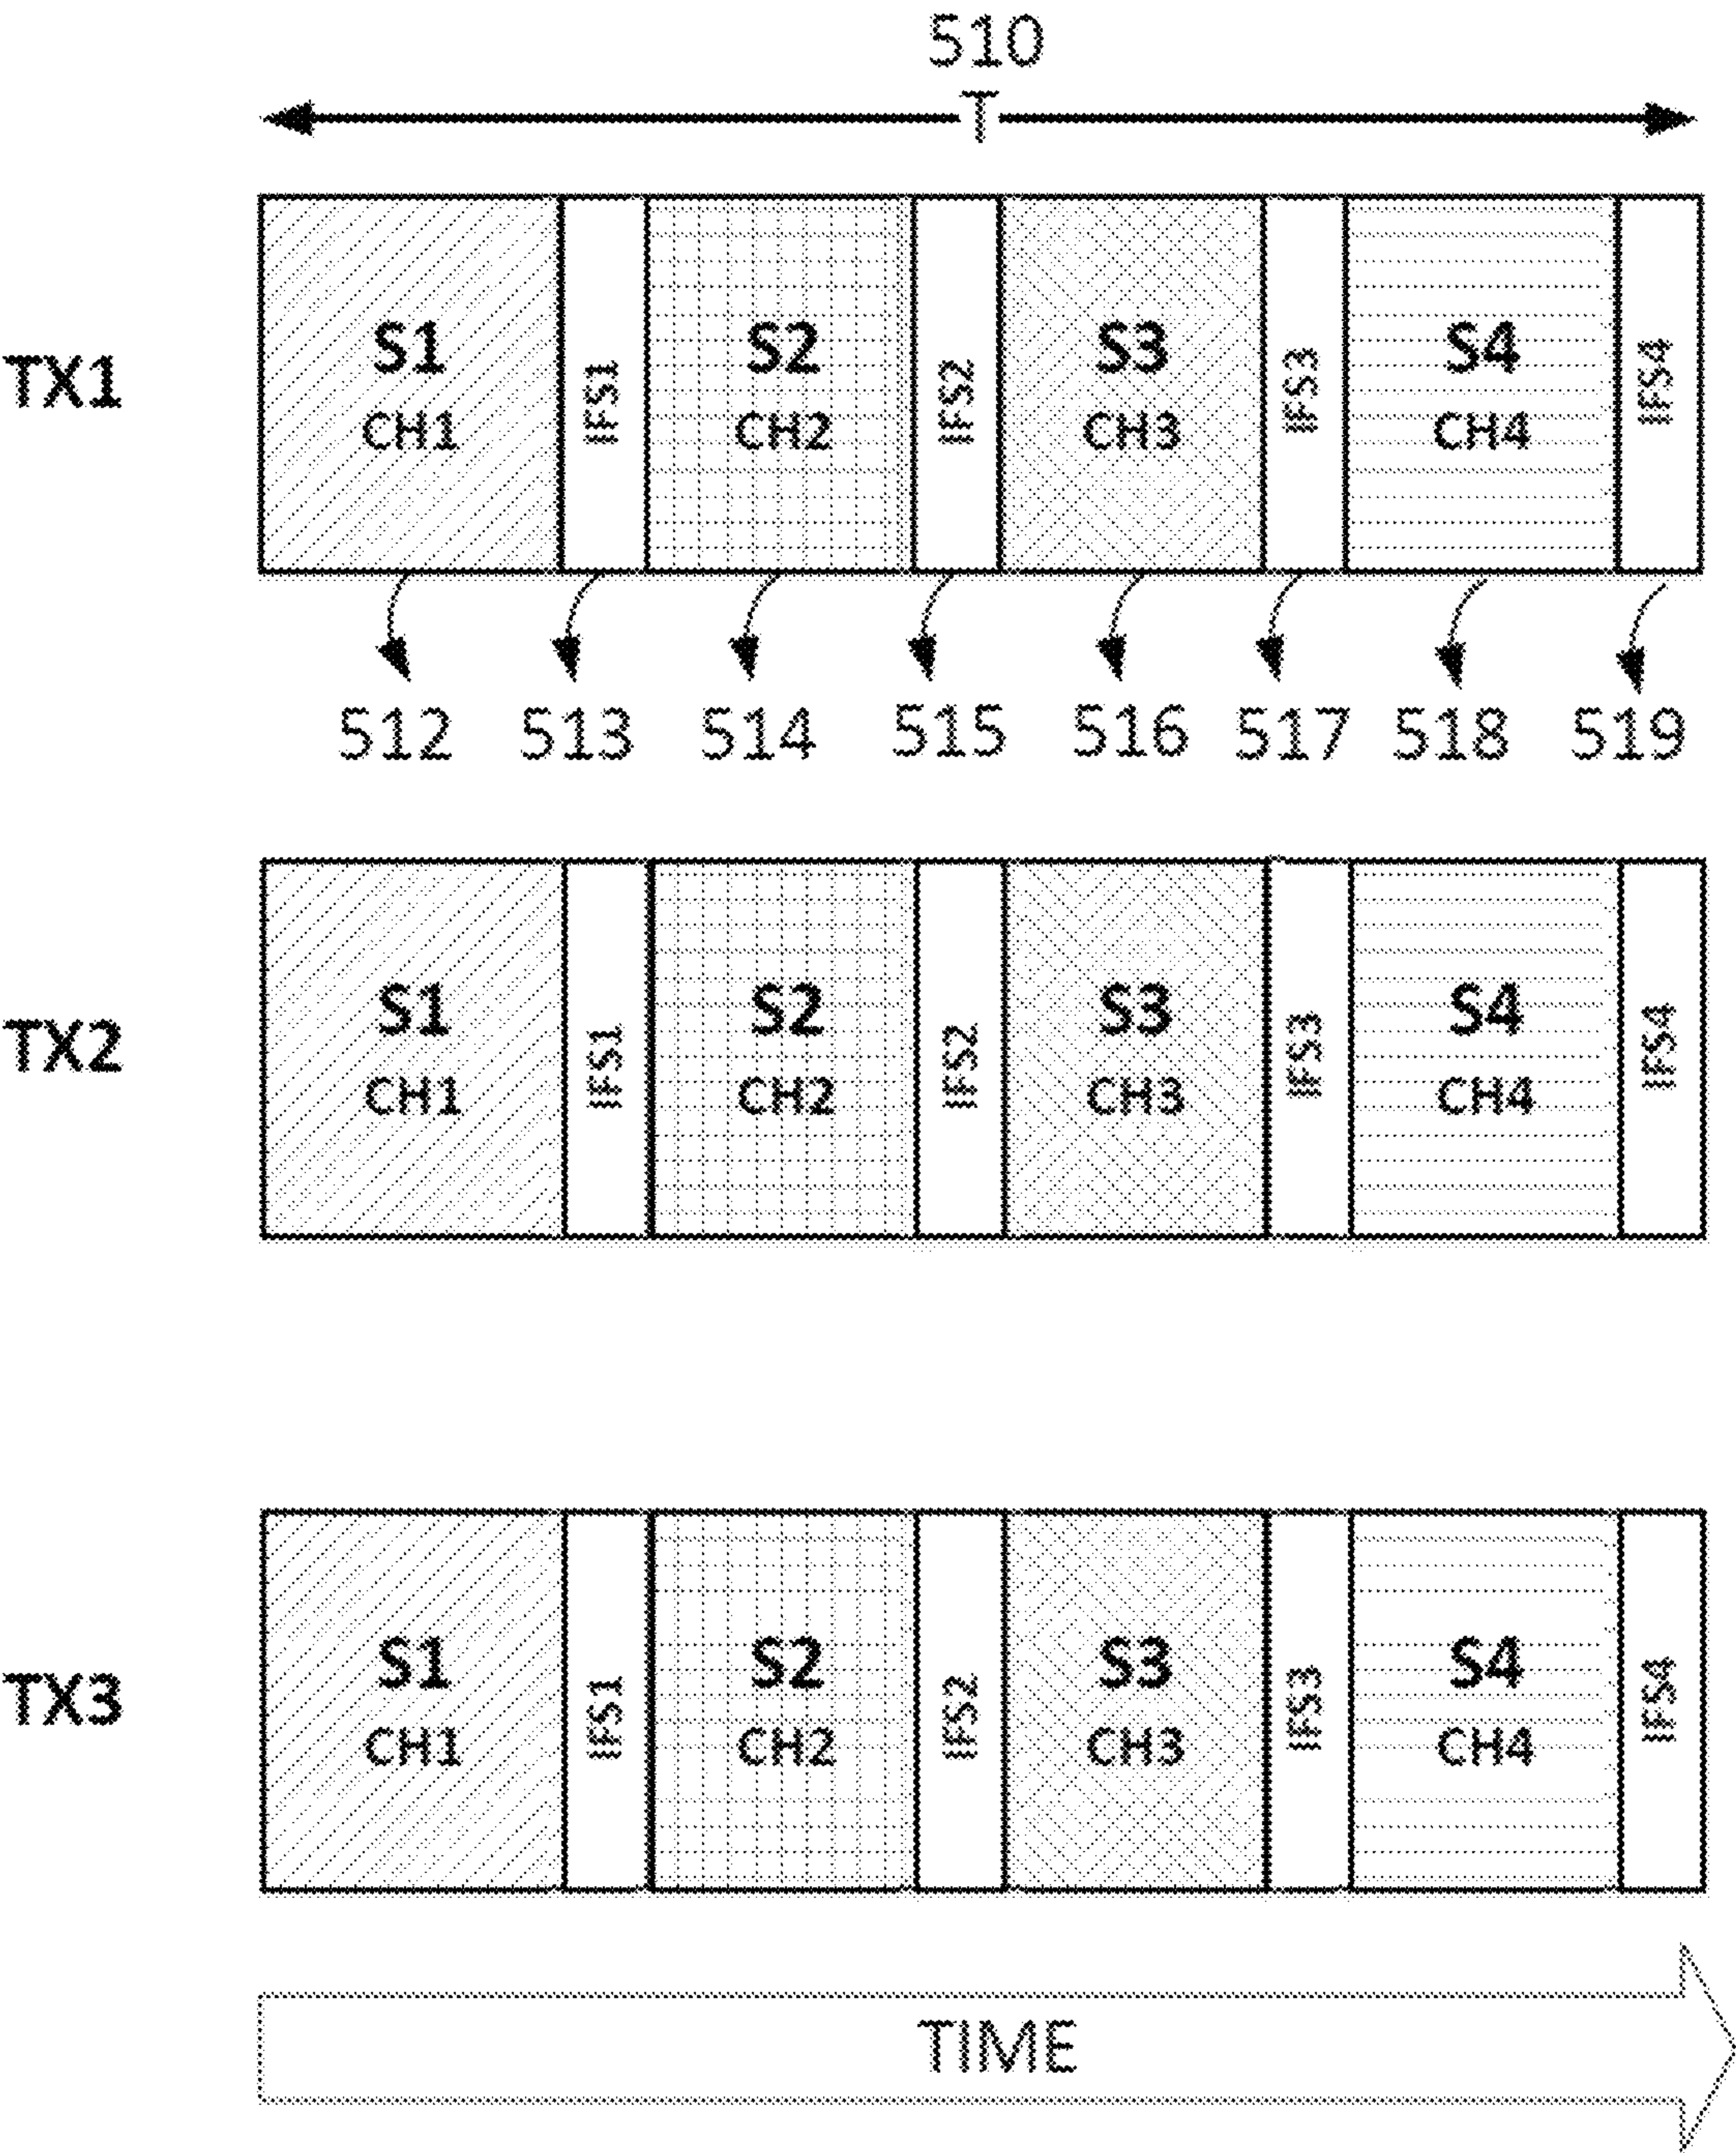 510
T
TX1
S1
CH1
IFS1
S2
CH2
IFS2
S3
CH3
IFS3
S4
CH4
IFS4
512 513 514 515 516 517 518 519
TX2
S1
CH1
IFS1
S2
CH2
IFS2
S3
CH3
IFS3
S4
CH4
IFS4
TX3
S1
CH1
IFS1
S2
CH2
IFS2
S3
CH3
IFS3
S4
CH4
IFS4
TIME